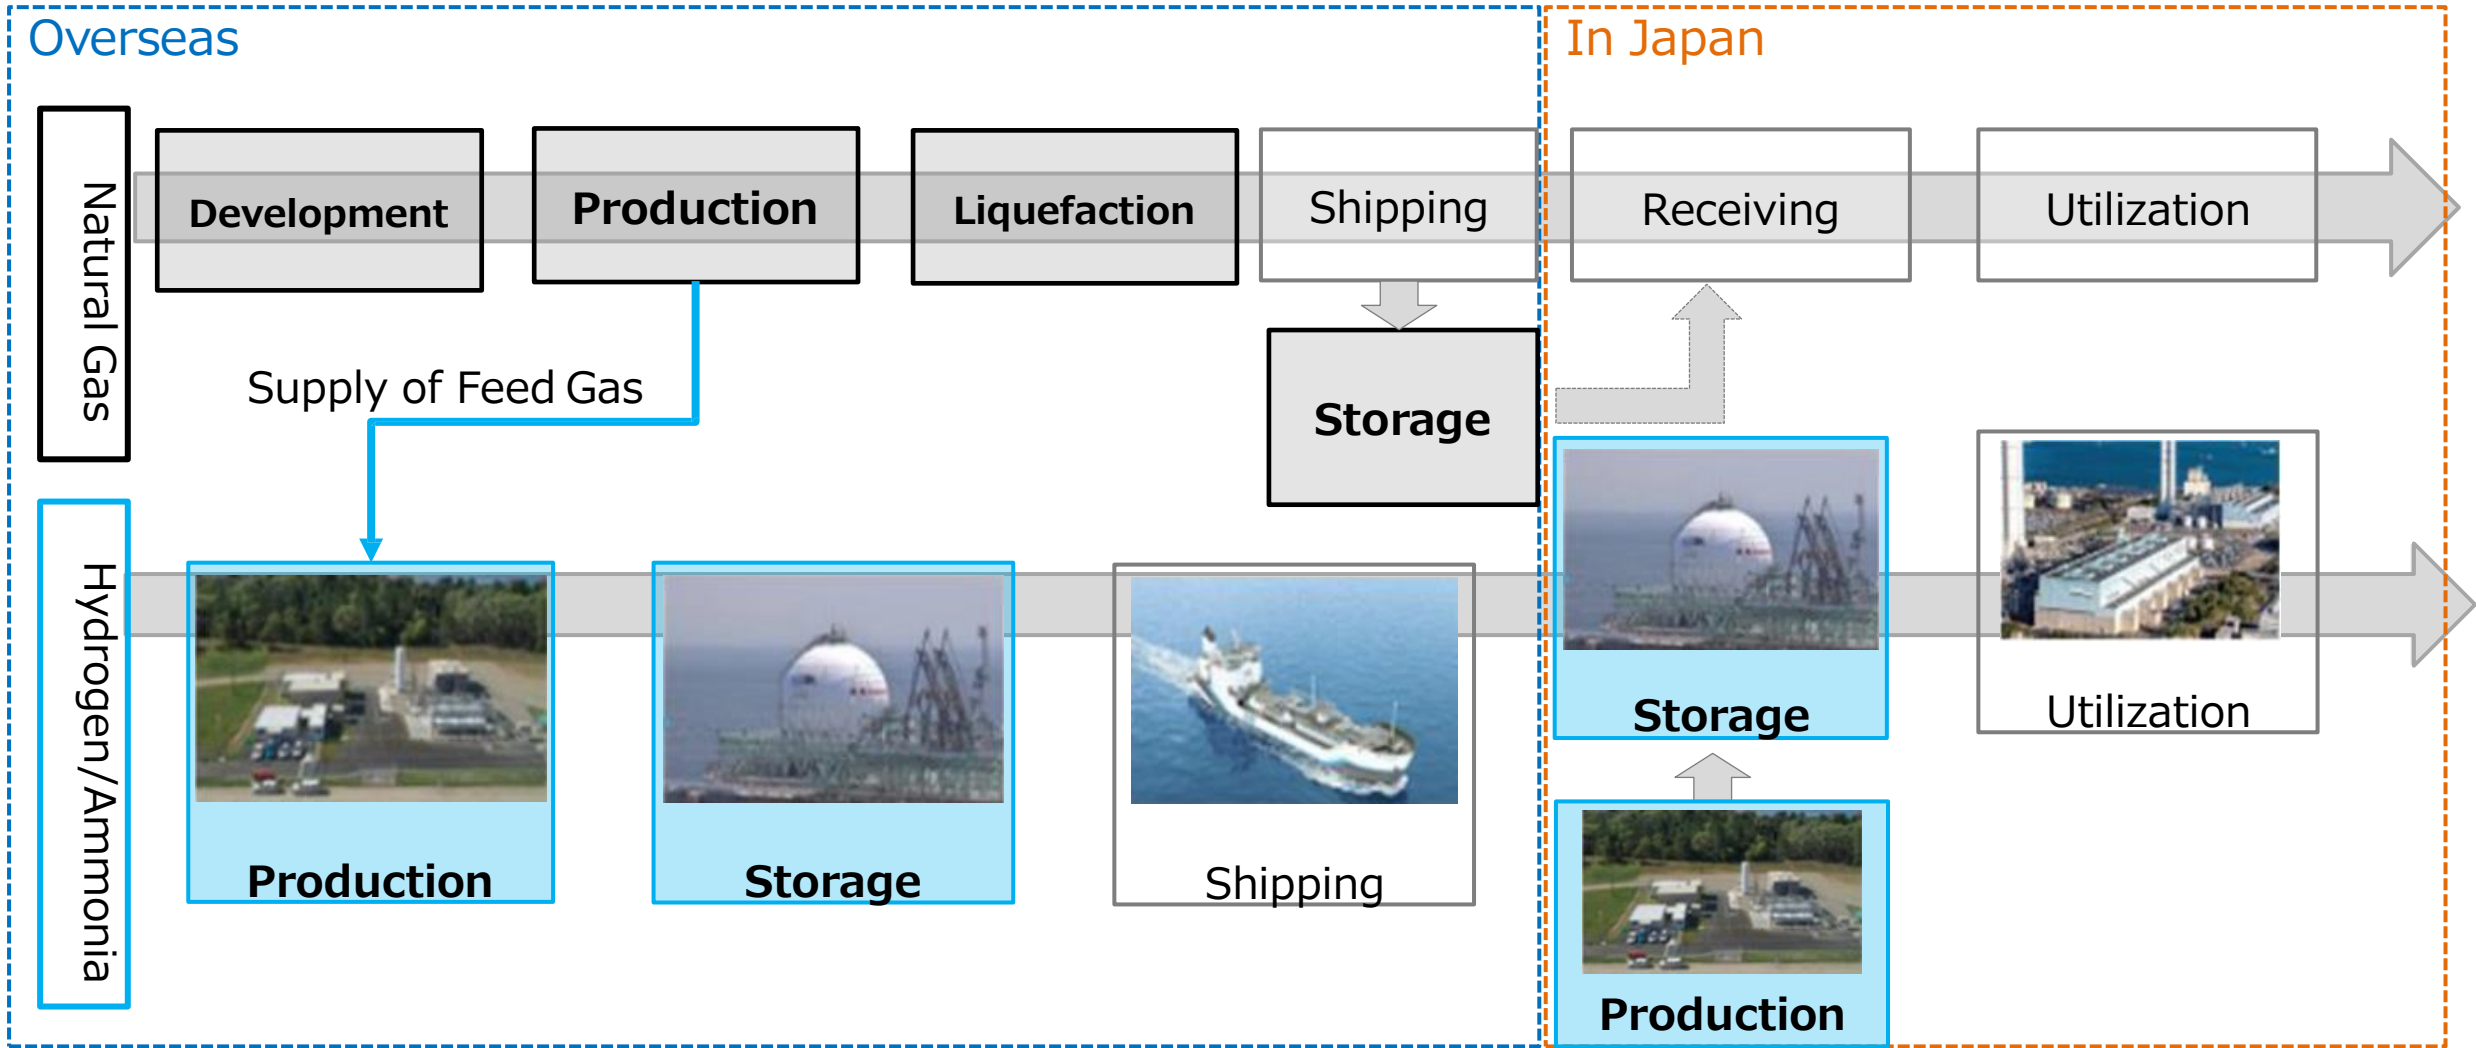 Overseas
In Japan
Natural Gas
Development
Production
Liquefaction
Shipping
Receiving
Utilization
Supply of Feed Gas
Storage
Hydrogen/Ammonia
Production
Storage
Shipping
Storage
Utilization
Production